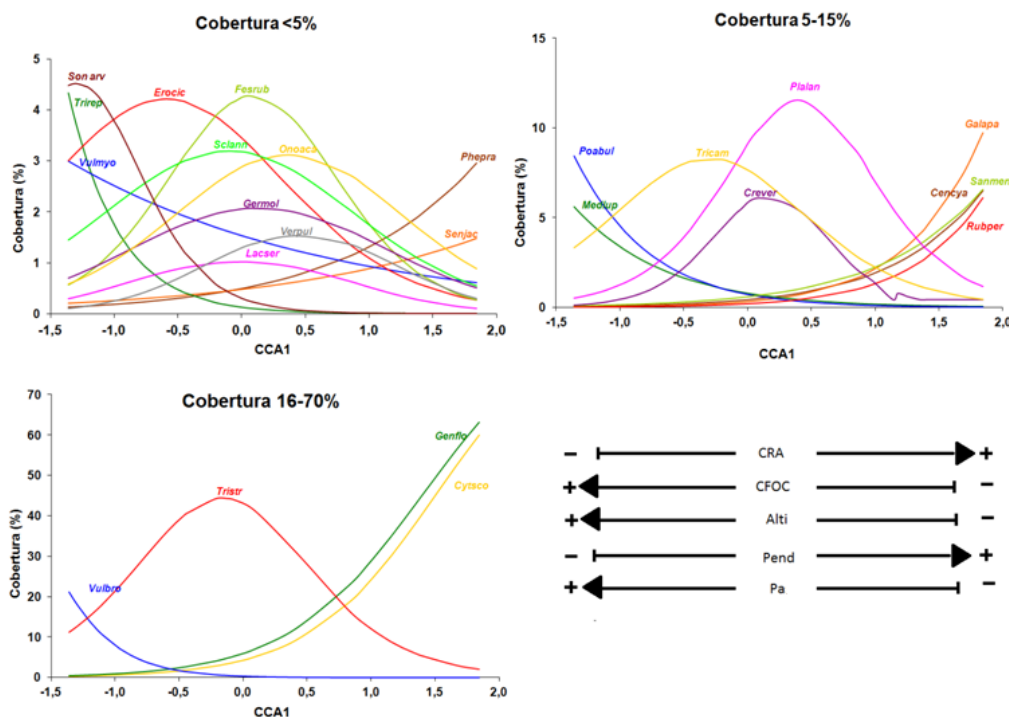 Cobertura <5%
Cobertura (%)
5
4
3
2
1
0
-1,5
-1,0
-0,5
0,0
0,5
1,0
1,5
2,0
CCA1
Son arv
Trirep
Erocic
Fesrub
Vulmyo
Sclann
Onoaca
Phepra
Germol
Verpul
Senjac
Lacser
Cobertura 5-15%
Cobertura (%)
15
10
5
0
-1,5
-1,0
-0,5
0,0
0,5
1,0
1,5
2,0
CCA1
Plalan
Galapa
Poabul
Tricam
Medlup
Crever
Cencya
Sanmen
Rubper
Cobertura 16-70%
Cobertura (%)
70
60
50
40
30
20
10
0
-1,5
-1,0
-0,5
0,0
0,5
1,0
1,5
2,0
CCA1
Genflo
Cytsco
Tristr
Vulbro
- CRA +
+ CFOC -
+ Alti -
- Pend +
+ Pa -